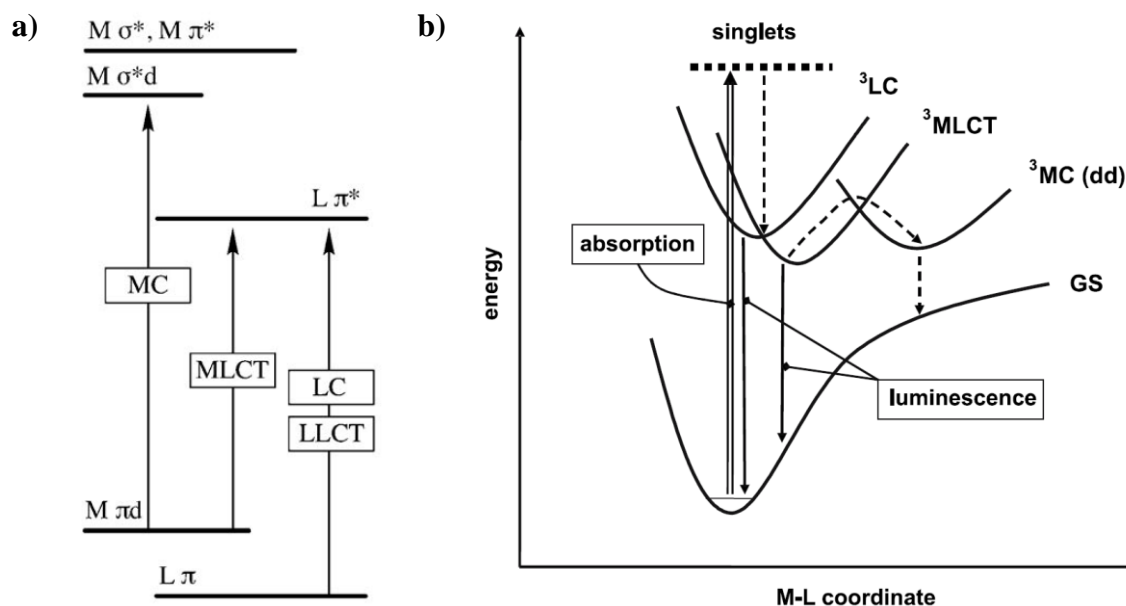 a)
M σ*, M π*
M σ*d
L π*
MC
MLCT
LC
LLCT
M πd
L π
b)
singlets
³LC
³MLCT
³MC (dd)
absorption
GS
luminescence
energy
M-L coordinate